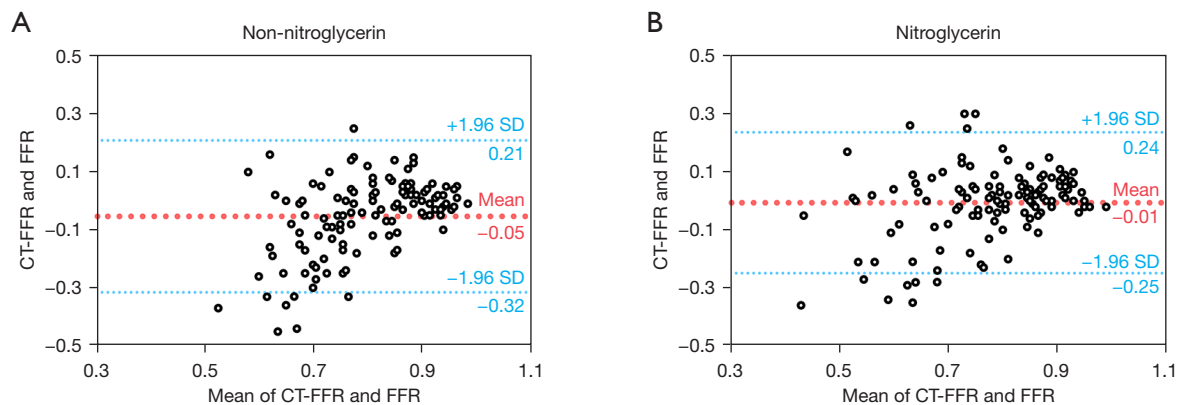 A
Non-nitroglycerin
0.5
0.3
0.1
−0.1
−0.3
−0.5
CT-FFR and FFR
+1.96 SD
0.21
Mean
−0.05
−1.96 SD
−0.32
0.3 0.5 0.7 0.9 1.1
Mean of CT-FFR and FFR
B
Nitroglycerin
0.5
0.3
0.1
−0.1
−0.3
−0.5
CT-FFR and FFR
+1.96 SD
0.24
Mean
−0.01
−1.96 SD
−0.25
0.3 0.5 0.7 0.9 1.1
Mean of CT-FFR and FFR